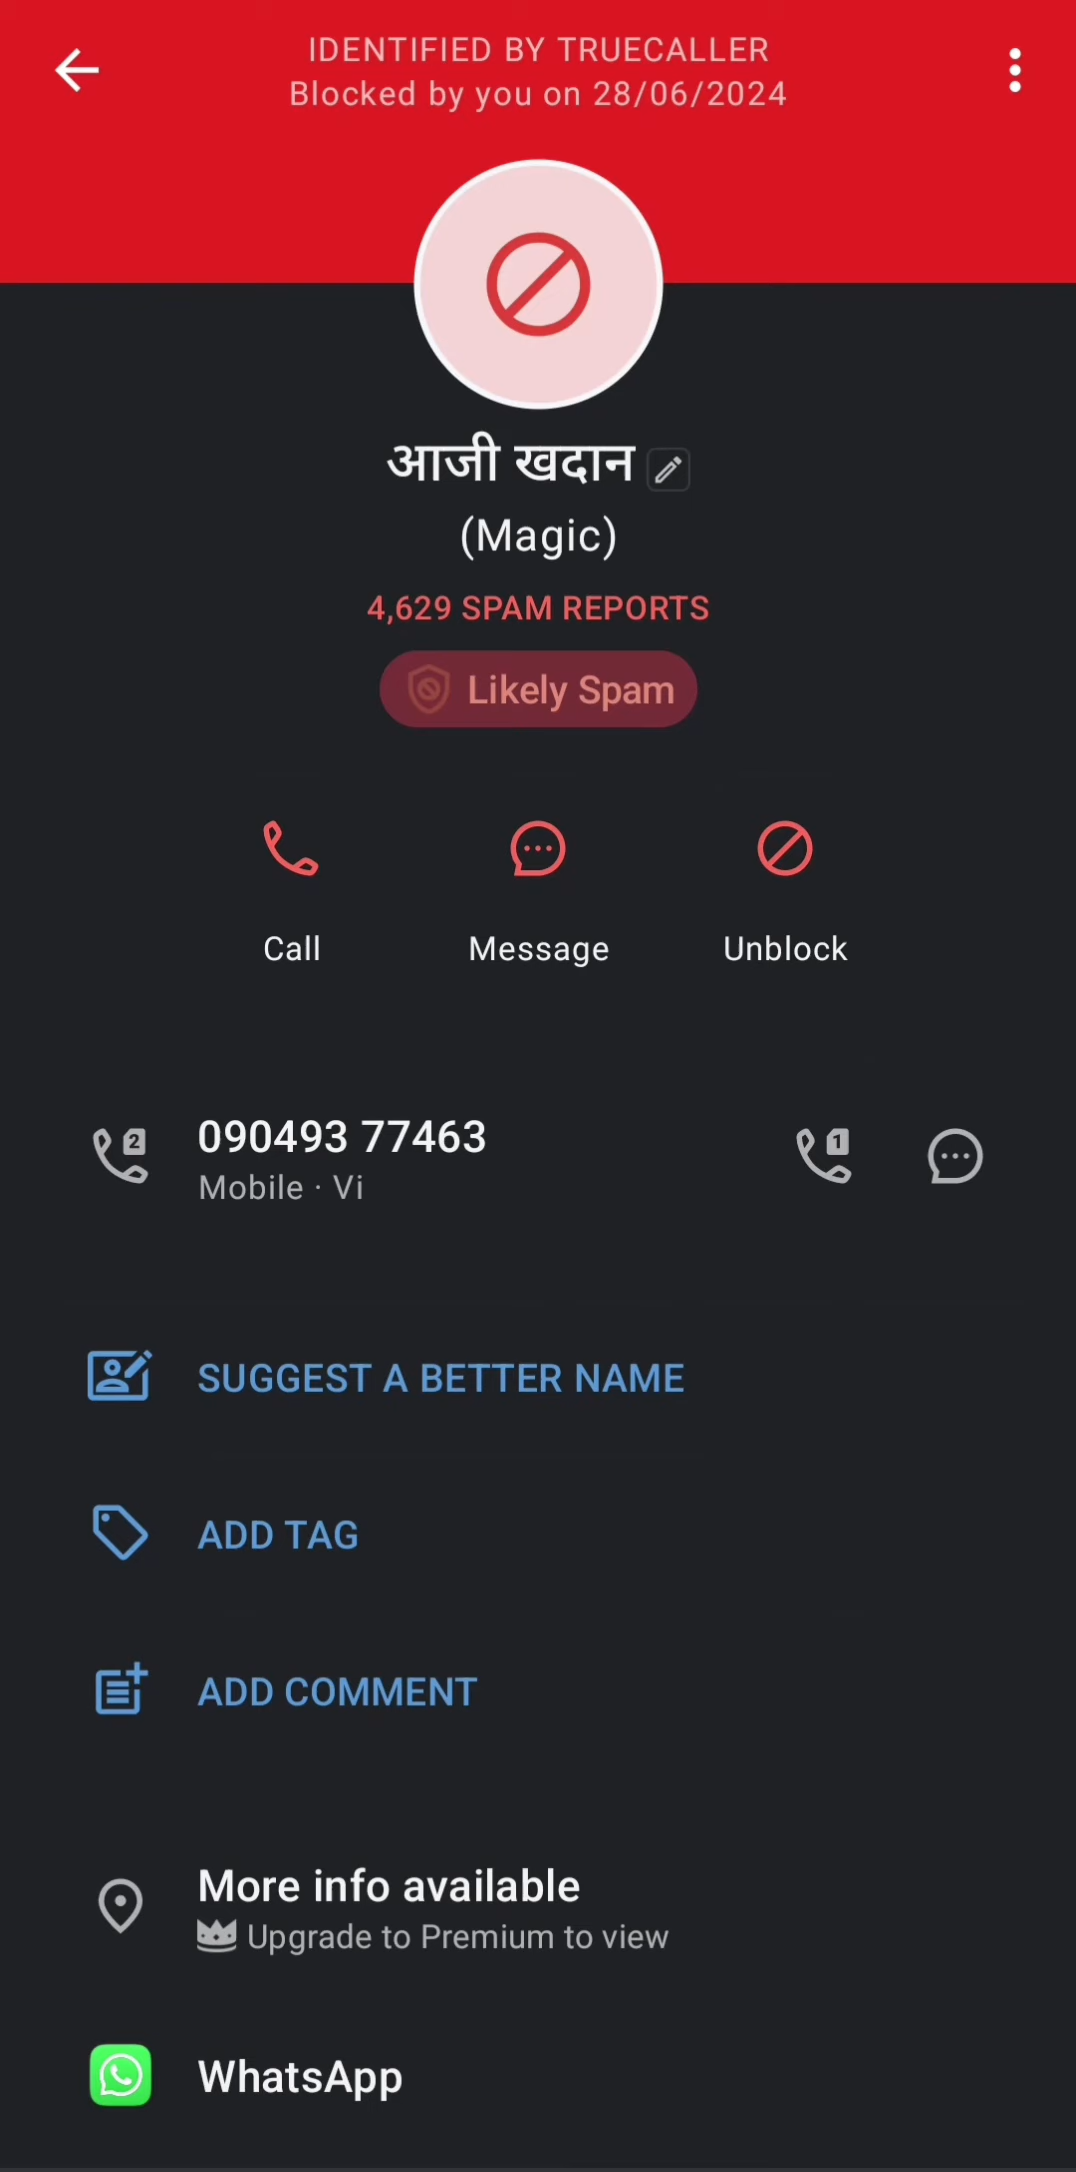 IDENTIFIED BY TRUECALLER
Blocked by you on 28/06/2024
आजी खदान
(Magic)
4,629 SPAM REPORTS
Likely Spam
Call Message Unblock
2 090493 77463 1
Mobile · Vi
SUGGEST A BETTER NAME
ADD TAG
ADD COMMENT
More info available
Upgrade to Premium to view
WhatsApp